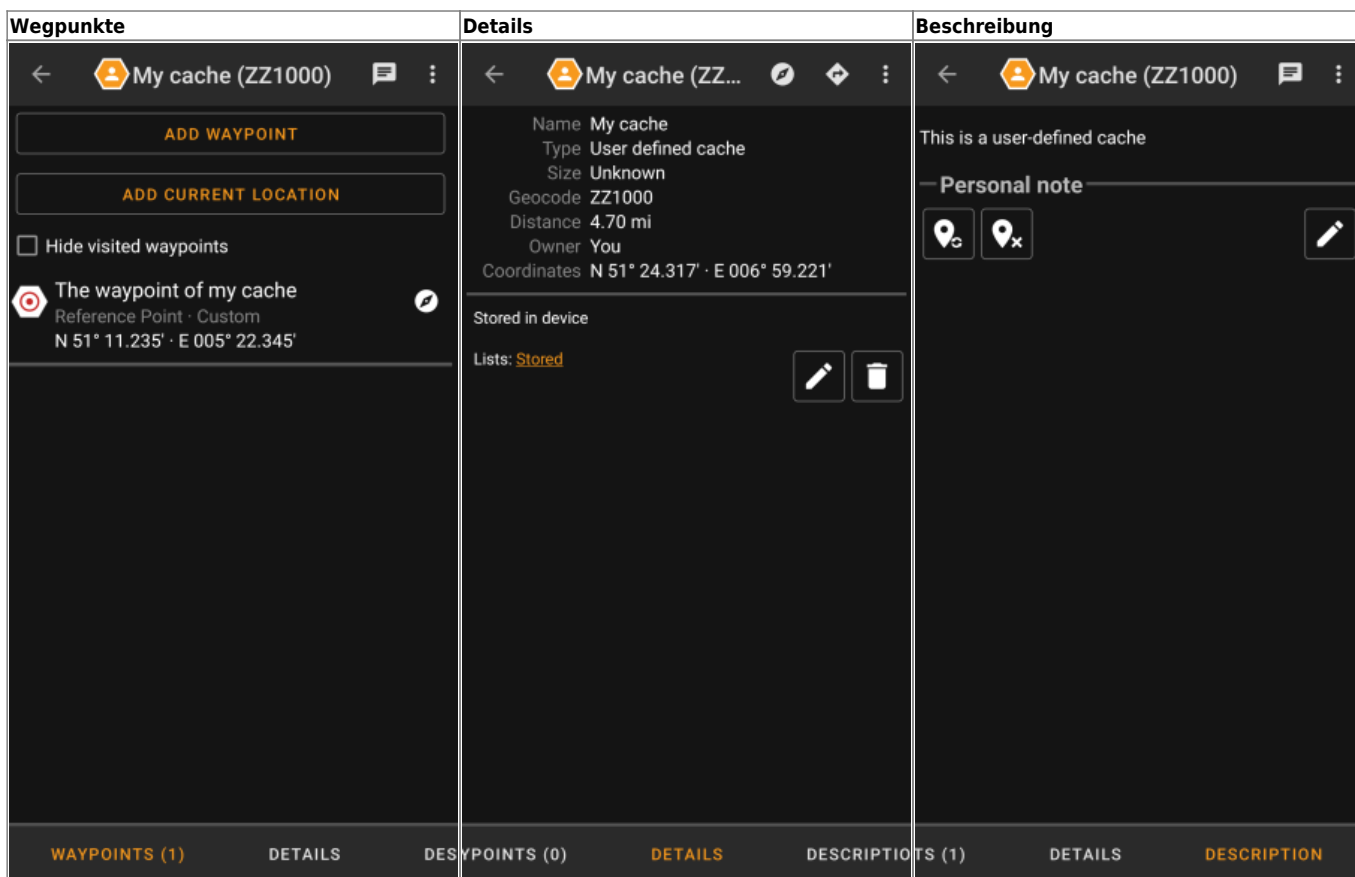 Wegpunkte
My cache (ZZ1000)
ADD WAYPOINT
ADD CURRENT LOCATION
Hide visited waypoints
The waypoint of my cache
Reference Point · Custom
N 51° 11.235' · E 005° 22.345'
WAYPOINTS (1) DETAILS DES
Details
My cache (ZZ...
Name My cache
Type User defined cache
Size Unknown
Geocode ZZ1000
Distance 4.70 mi
Owner You
Coordinates N 51° 24.317' · E 006° 59.221'
Stored in device
Lists: Stored
YPOINTS (0) DETAILS DESCRIPTIO
Beschreibung
My cache (ZZ1000)
This is a user-defined cache
Personal note
TS (1) DETAILS DESCRIPTION